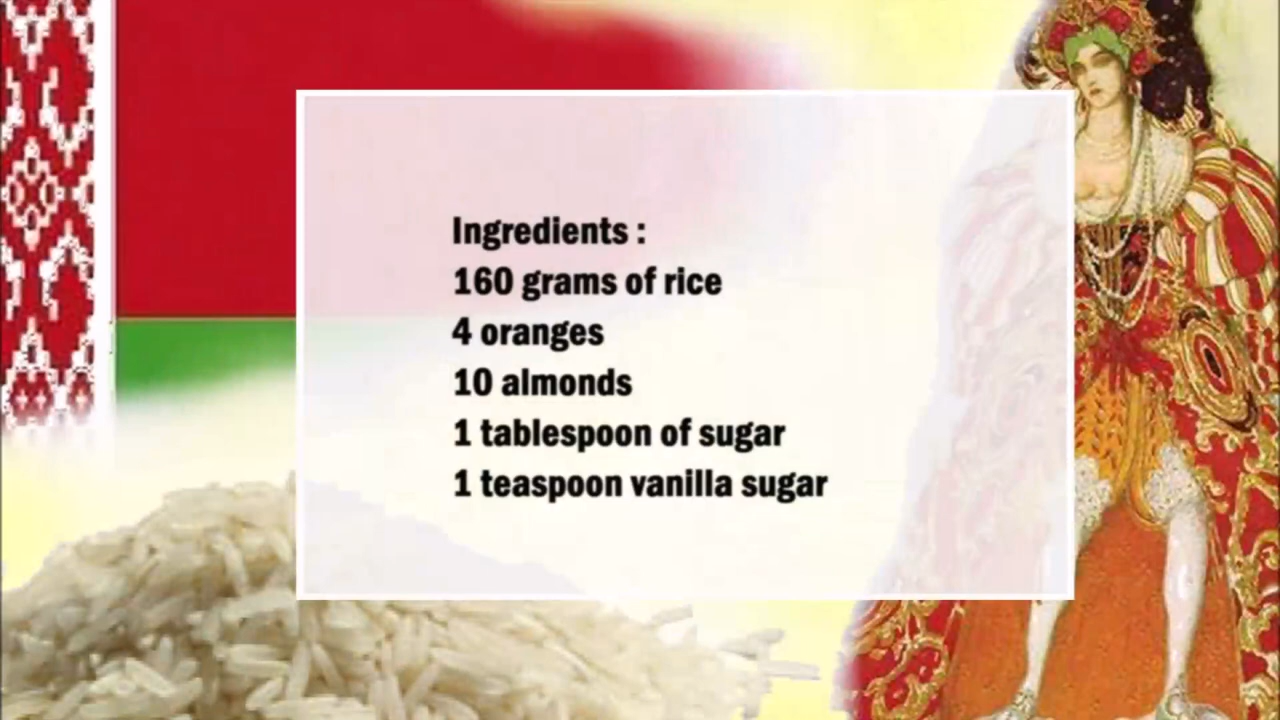 Ingredients :
160 grams of rice
4 oranges
10 almonds
1 tablespoon of sugar
1 teaspoon vanilla sugar